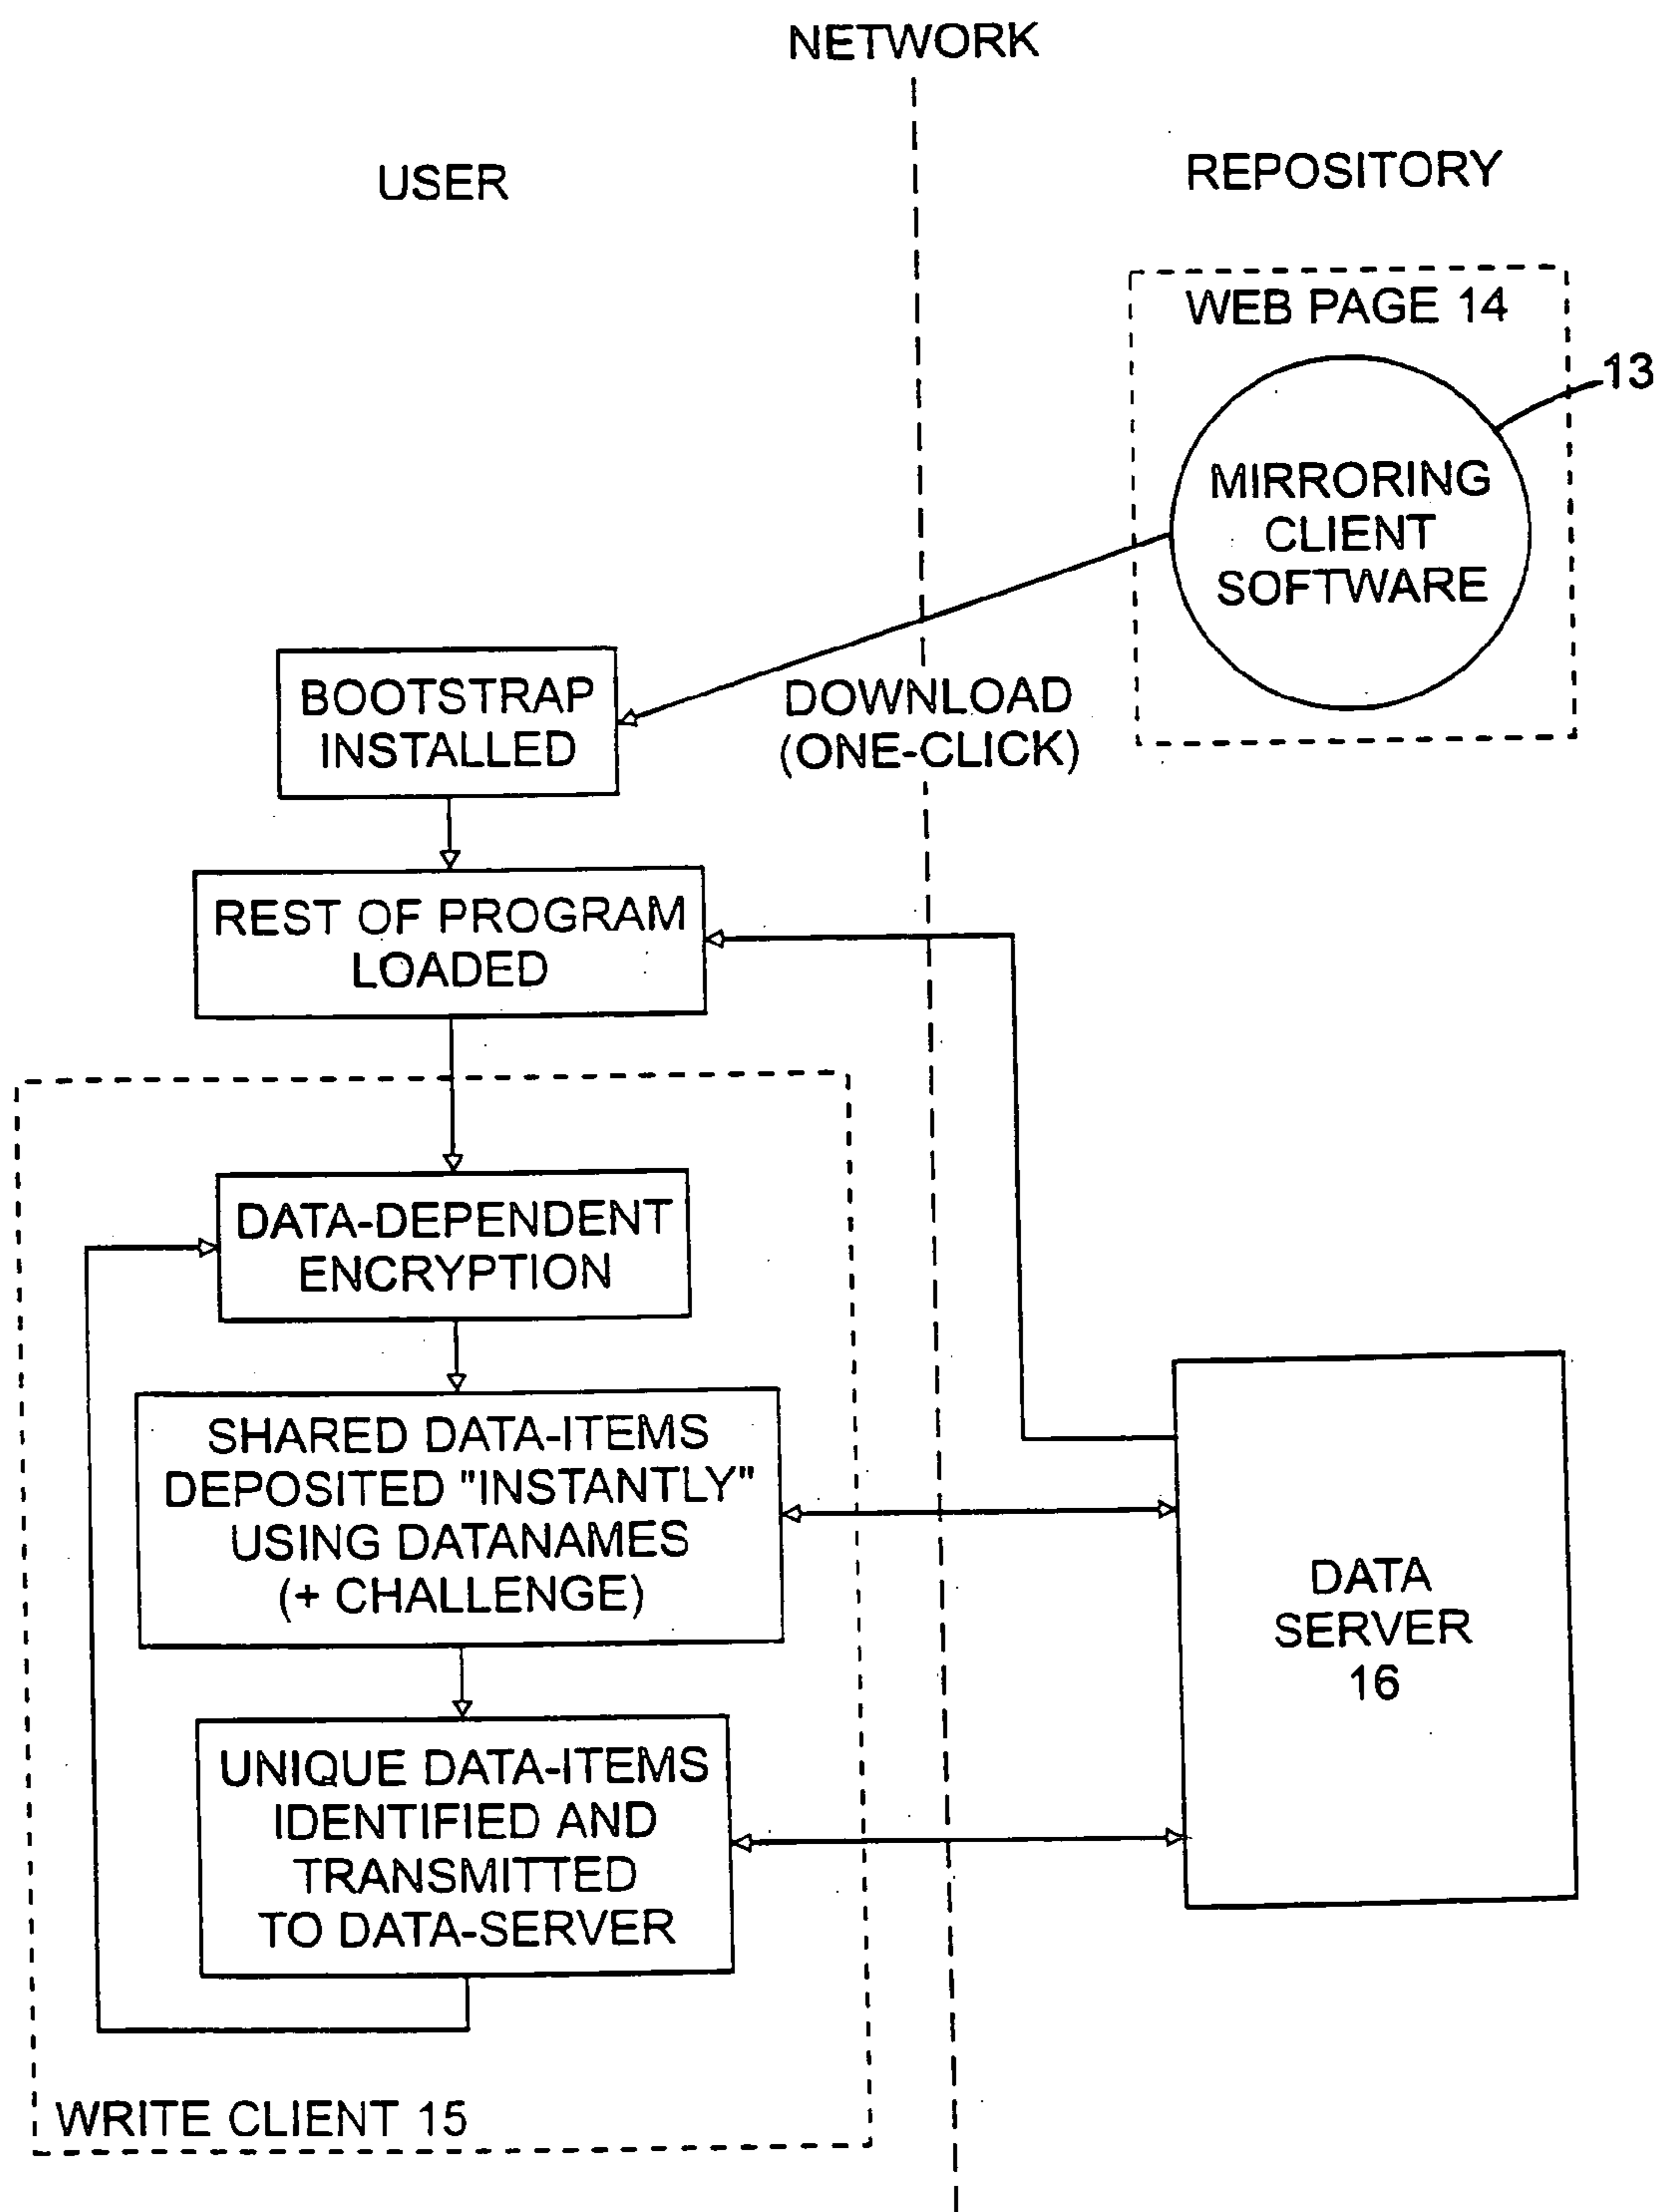 NETWORK
USER
REPOSITORY
WEB PAGE 14
13
MIRRORING
CLIENT
SOFTWARE
BOOTSTRAP
INSTALLED
DOWNLOAD
(ONE-CLICK)
REST OF PROGRAM
LOADED
DATA-DEPENDENT
ENCRYPTION
SHARED DATA-ITEMS
DEPOSITED "INSTANTLY"
USING DATANAMES
(+ CHALLENGE)
DATA
SERVER
16
UNIQUE DATA-ITEMS
IDENTIFIED AND
TRANSMITTED
TO DATA-SERVER
WRITE CLIENT 15